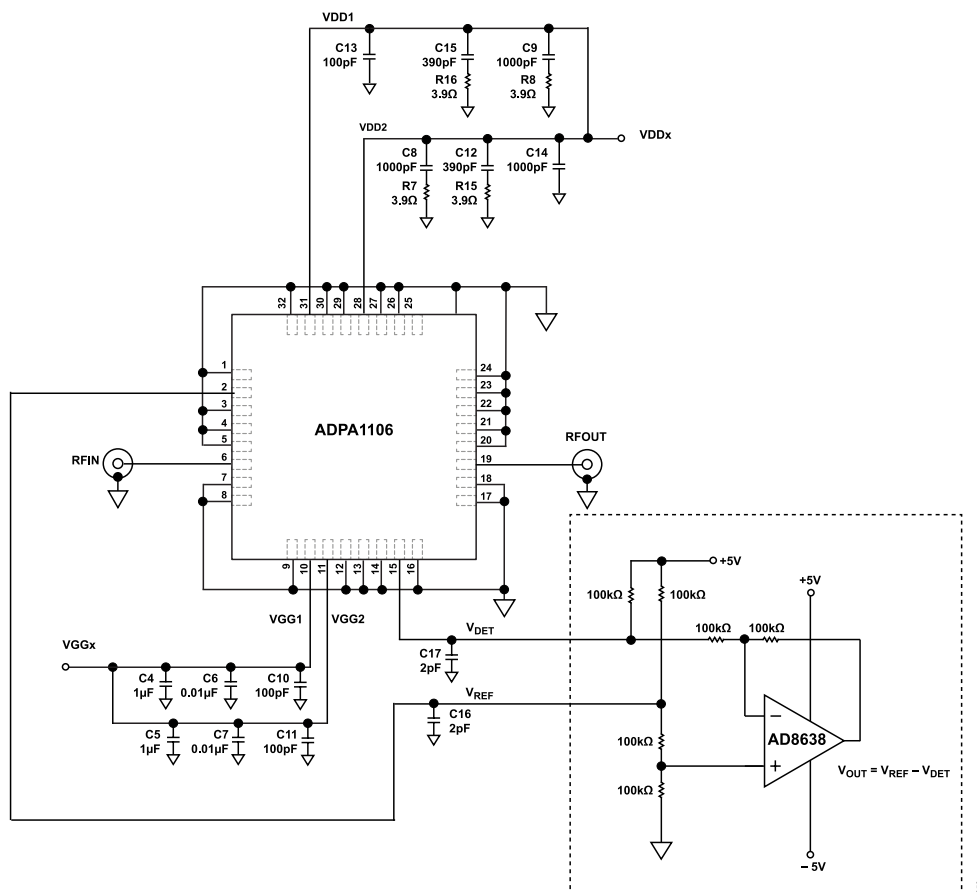 VDD1
C13
100pF
C15
390pF
C9
1000pF
R16
3.9Ω
R8
3.9Ω
VDD2
VDDx
C8
1000pF
C12
390pF
C14
1000pF
R7
3.9Ω
R15
3.9Ω
32
31
30
29
28
27
26
25
1
2
3
4
5
6
7
8
24
23
22
21
20
19
18
17
ADPA1106
RFIN
RFOUT
9
10
11
12
13
14
15
16
VGG1
VGG2
VGGx
C4
1µF
C6
0.01µF
C10
100pF
C5
1µF
C7
0.01µF
C11
100pF
VDET
C17
2pF
VREF
C16
2pF
+5V
100kΩ
100kΩ
+5V
100kΩ
100kΩ
100kΩ
100kΩ
−
+
AD8638
VOUT = VREF – VDET
– 5V